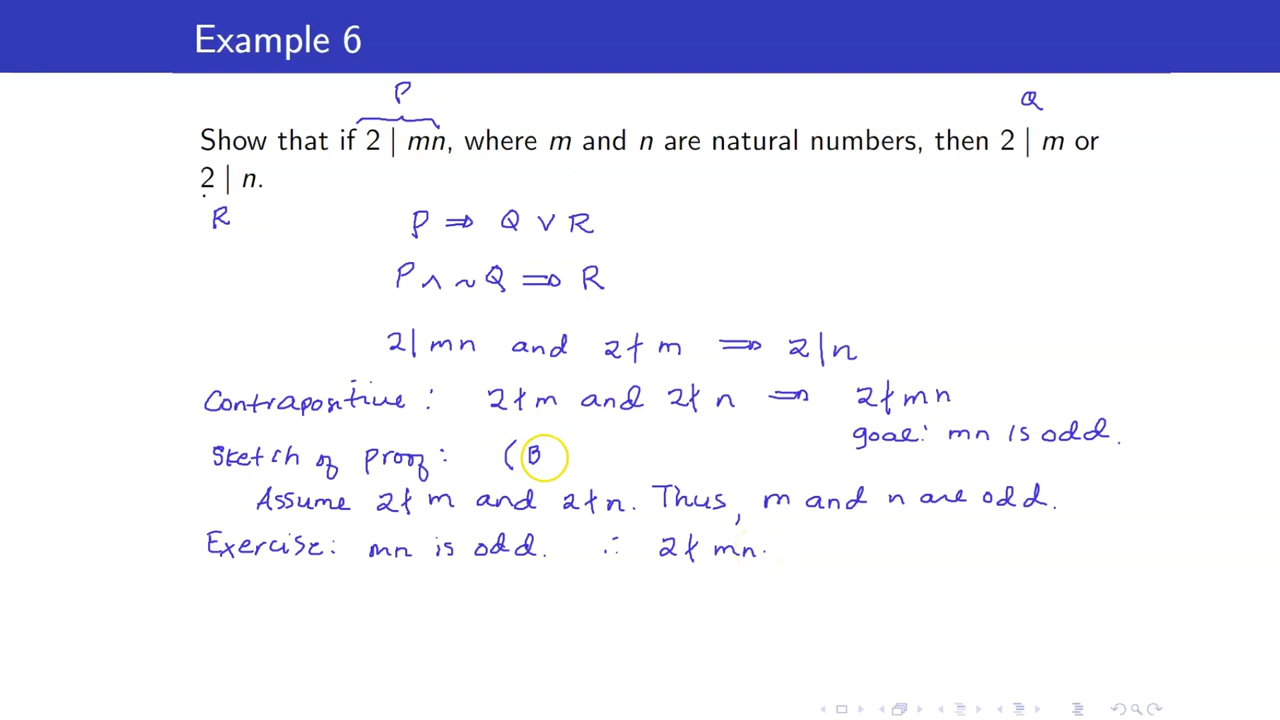 Example 6
P
Q
Show that if 2 | mn, where m and n are natural numbers, then 2 | m or
2 | n.
R
P ⇒ Q ∨ R
P ∧ ~Q ⇒ R
2|mn and 2∤m ⇒ 2|n
Contrapositive: 2∤m and 2∤n ⇒ 2∤mn
goal: mn is odd.
Sketch of proof: (B
Assume 2∤m and 2∤n. Thus, m and n are odd.
Exercise: mn is odd. ∴ 2∤mn.